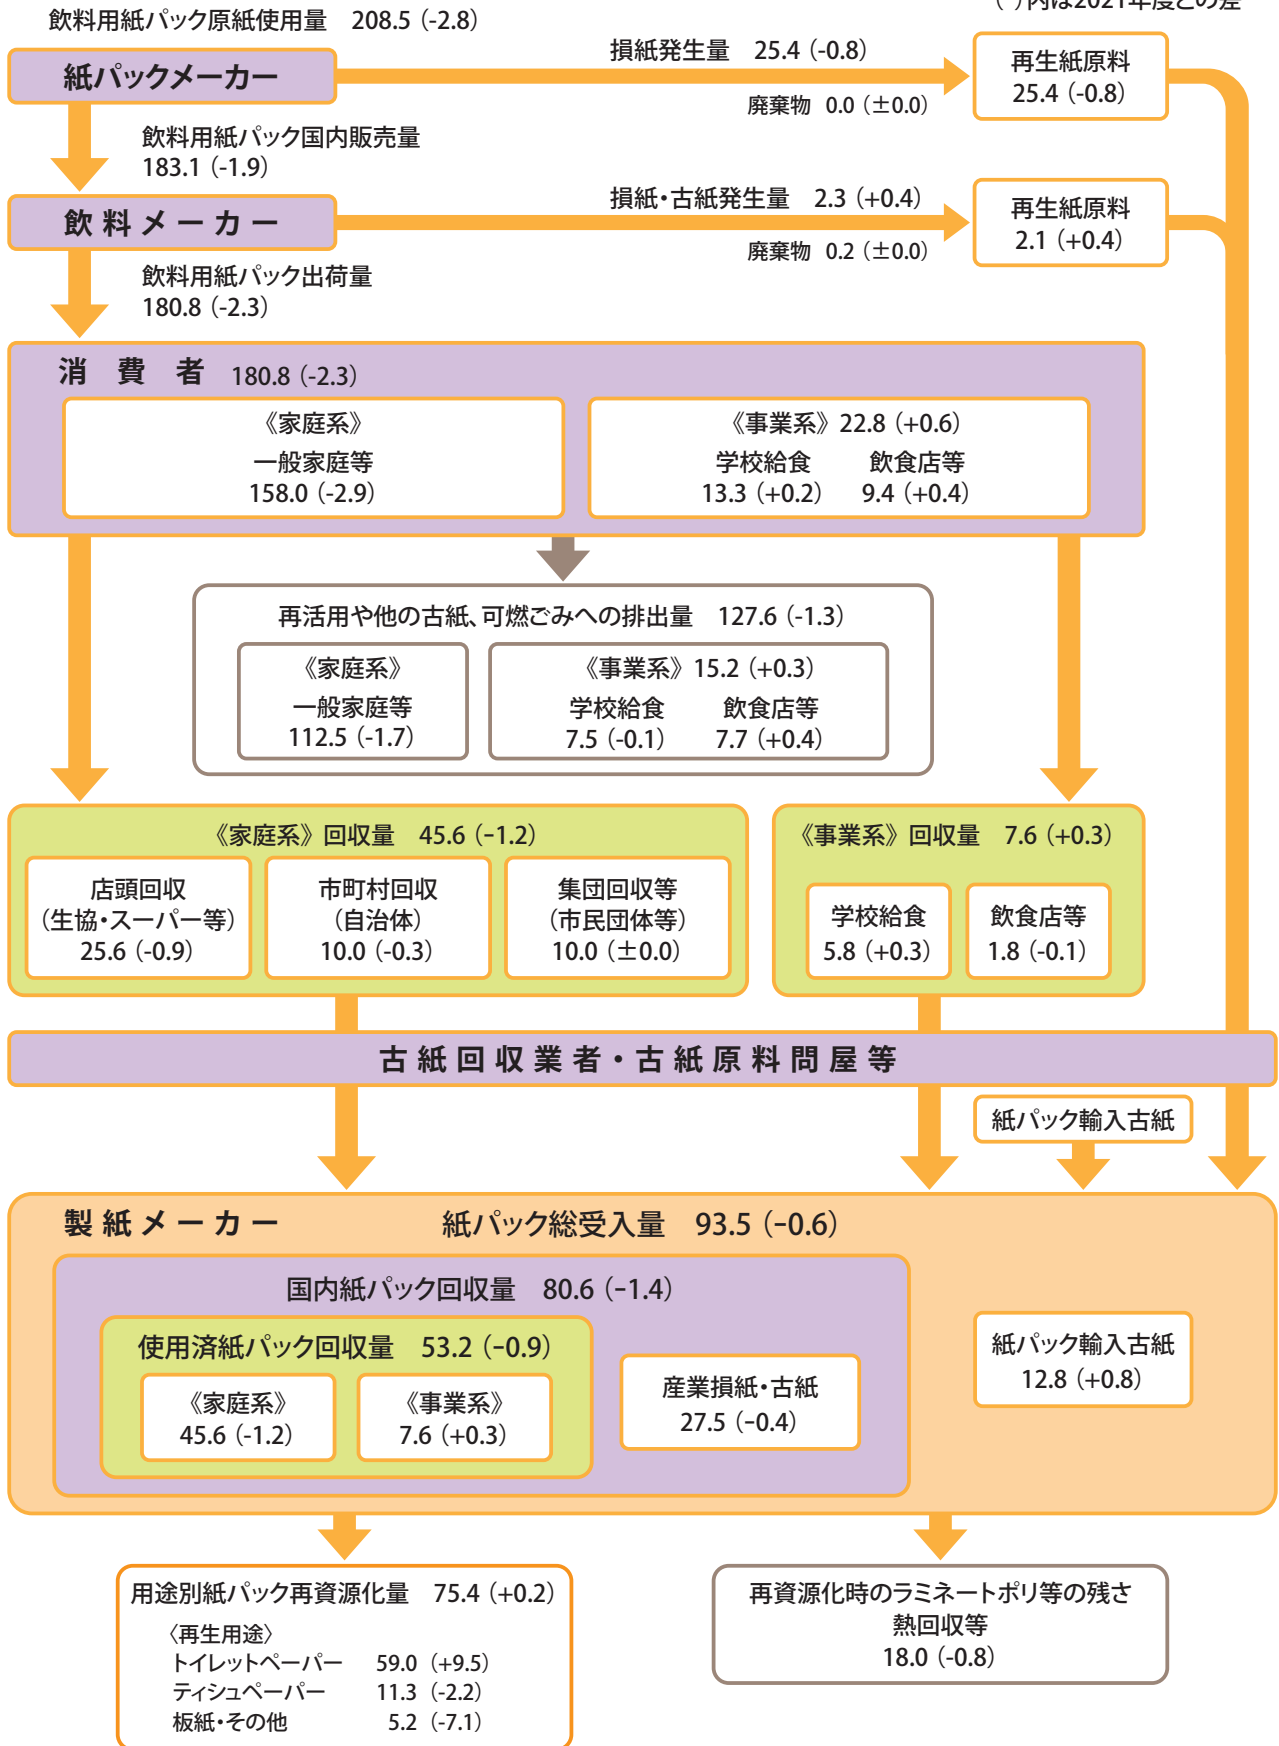 ( )内は2021年度との差
飲料用紙パック原紙使用量 208.5 (-2.8)
紙パックメーカー
損紙発生量 25.4 (-0.8)
廃棄物 0.0 (±0.0)
再生紙原料
25.4 (-0.8)
飲料用紙パック国内販売量
183.1 (-1.9)
飲料メーカー
損紙・古紙発生量 2.3 (+0.4)
廃棄物 0.2 (±0.0)
再生紙原料
2.1 (+0.4)
飲料用紙パック出荷量
180.8 (-2.3)
消費者 180.8 (-2.3)
《家庭系》
一般家庭等
158.0 (-2.9)
《事業系》22.8 (+0.6)
学校給食 飲食店等
13.3 (+0.2) 9.4 (+0.4)
再活用や他の古紙、可燃ごみへの排出量 127.6 (-1.3)
《家庭系》
一般家庭等
112.5 (-1.7)
《事業系》15.2 (+0.3)
学校給食 飲食店等
7.5 (-0.1) 7.7 (+0.4)
《家庭系》回収量 45.6 (-1.2)
店頭回収
(生協・スーパー等)
25.6 (-0.9)
市町村回収
(自治体)
10.0 (-0.3)
集団回収等
(市民団体等)
10.0 (±0.0)
《事業系》回収量 7.6 (+0.3)
学校給食
5.8 (+0.3)
飲食店等
1.8 (-0.1)
古紙回収業者・古紙原料問屋等
紙パック輸入古紙
製紙メーカー 紙パック総受入量 93.5 (-0.6)
国内紙パック回収量 80.6 (-1.4)
使用済紙パック回収量 53.2 (-0.9)
《家庭系》
45.6 (-1.2)
《事業系》
7.6 (+0.3)
産業損紙・古紙
27.5 (-0.4)
紙パック輸入古紙
12.8 (+0.8)
用途別紙パック再資源化量 75.4 (+0.2)
〈再生用途〉
トイレットペーパー 59.0 (+9.5)
ティシュペーパー 11.3 (-2.2)
板紙・その他 5.2 (-7.1)
再資源化時のラミネートポリ等の残さ
熱回収等
18.0 (-0.8)